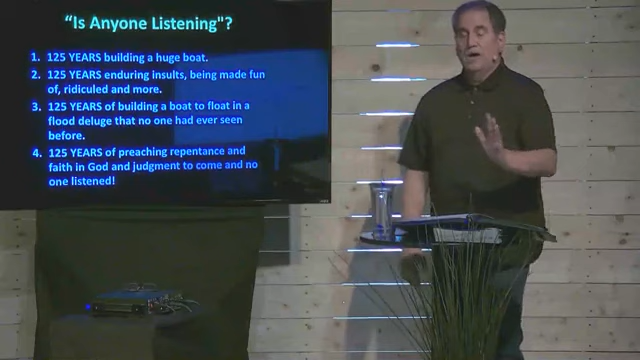 “Is Anyone Listening"?
1. 125 YEARS building a huge boat.
2. 125 YEARS enduring insults, being made fun
of, ridiculed and more.
3. 125 YEARS of building a boat to float in a
flood deluge that no one had ever seen
before.
4. 125 YEARS of preaching repentance and
faith in God and judgment to come and no
one listened!